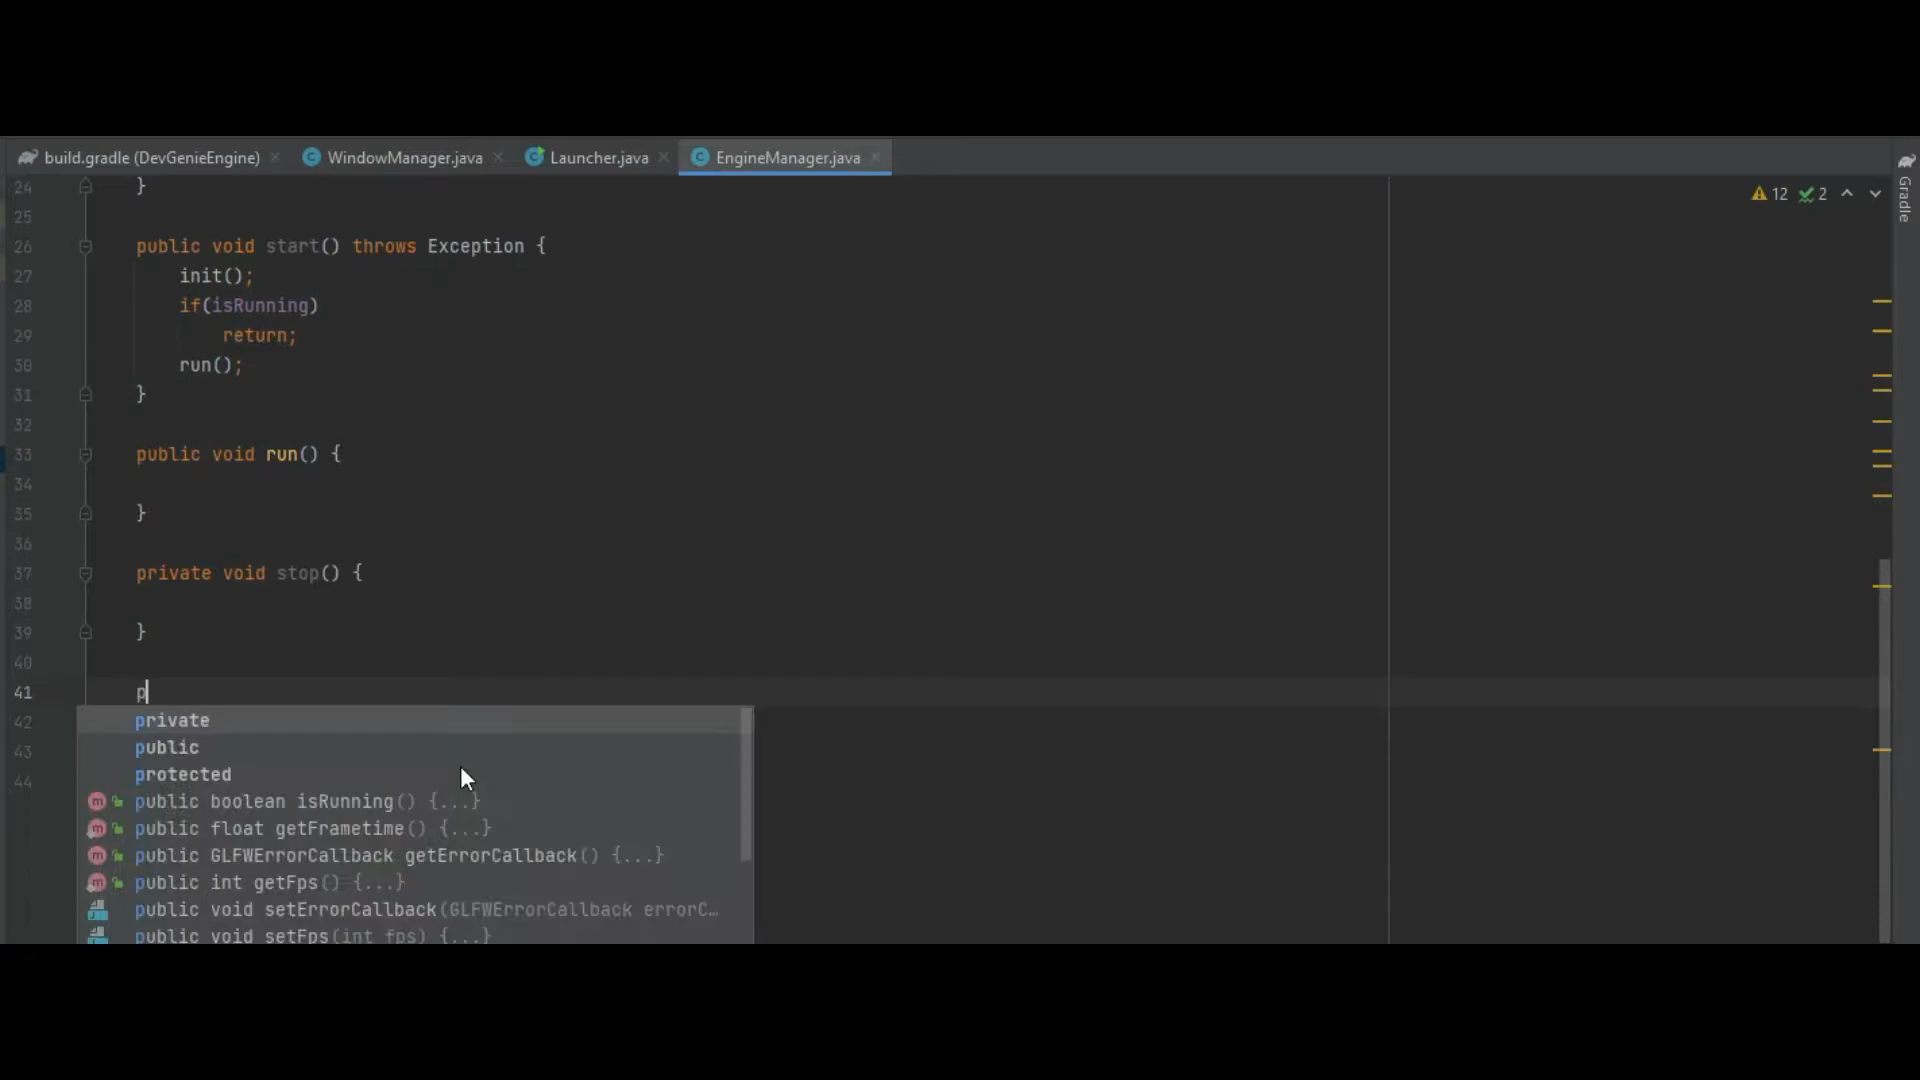 build.gradle (DevGenieEngine) WindowManager.java Launcher.java EngineManager.java
Gradle
12 2
24 }
25
26 public void start() throws Exception {
27 init();
28 if(isRunning)
29 return;
30 run();
31 }
32
33 public void run() {
34
35 }
36
37 private void stop() {
38
39 }
40
41 p
42
43
44
private
public
protected
public boolean isRunning() {...}
public float getFrametime() {...}
public GLFWErrorCallback getErrorCallback() {...}
public int getFps() {...}
public void setErrorCallback(GLFWErrorCallback errorC…
public void setFps(int fps) {...}